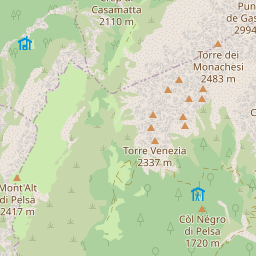 Casamatta
2110 m
Pun
de Gas
2994
Torre dei
Monachesi
2483 m
Torre Venezia
2337 m
Mont'Alt
di Pelsa
2417 m
Còl Négro
di Pelsa
1720 m